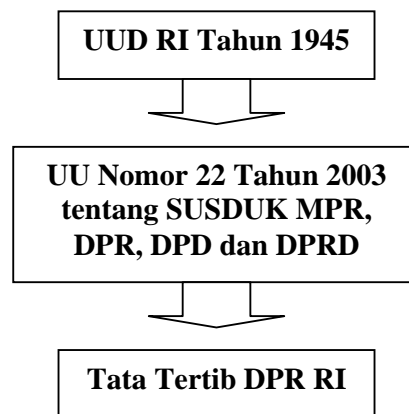 UUD RI Tahun 1945
UU Nomor 22 Tahun 2003
tentang SUSDUK MPR,
DPR, DPD dan DPRD
Tata Tertib DPR RI